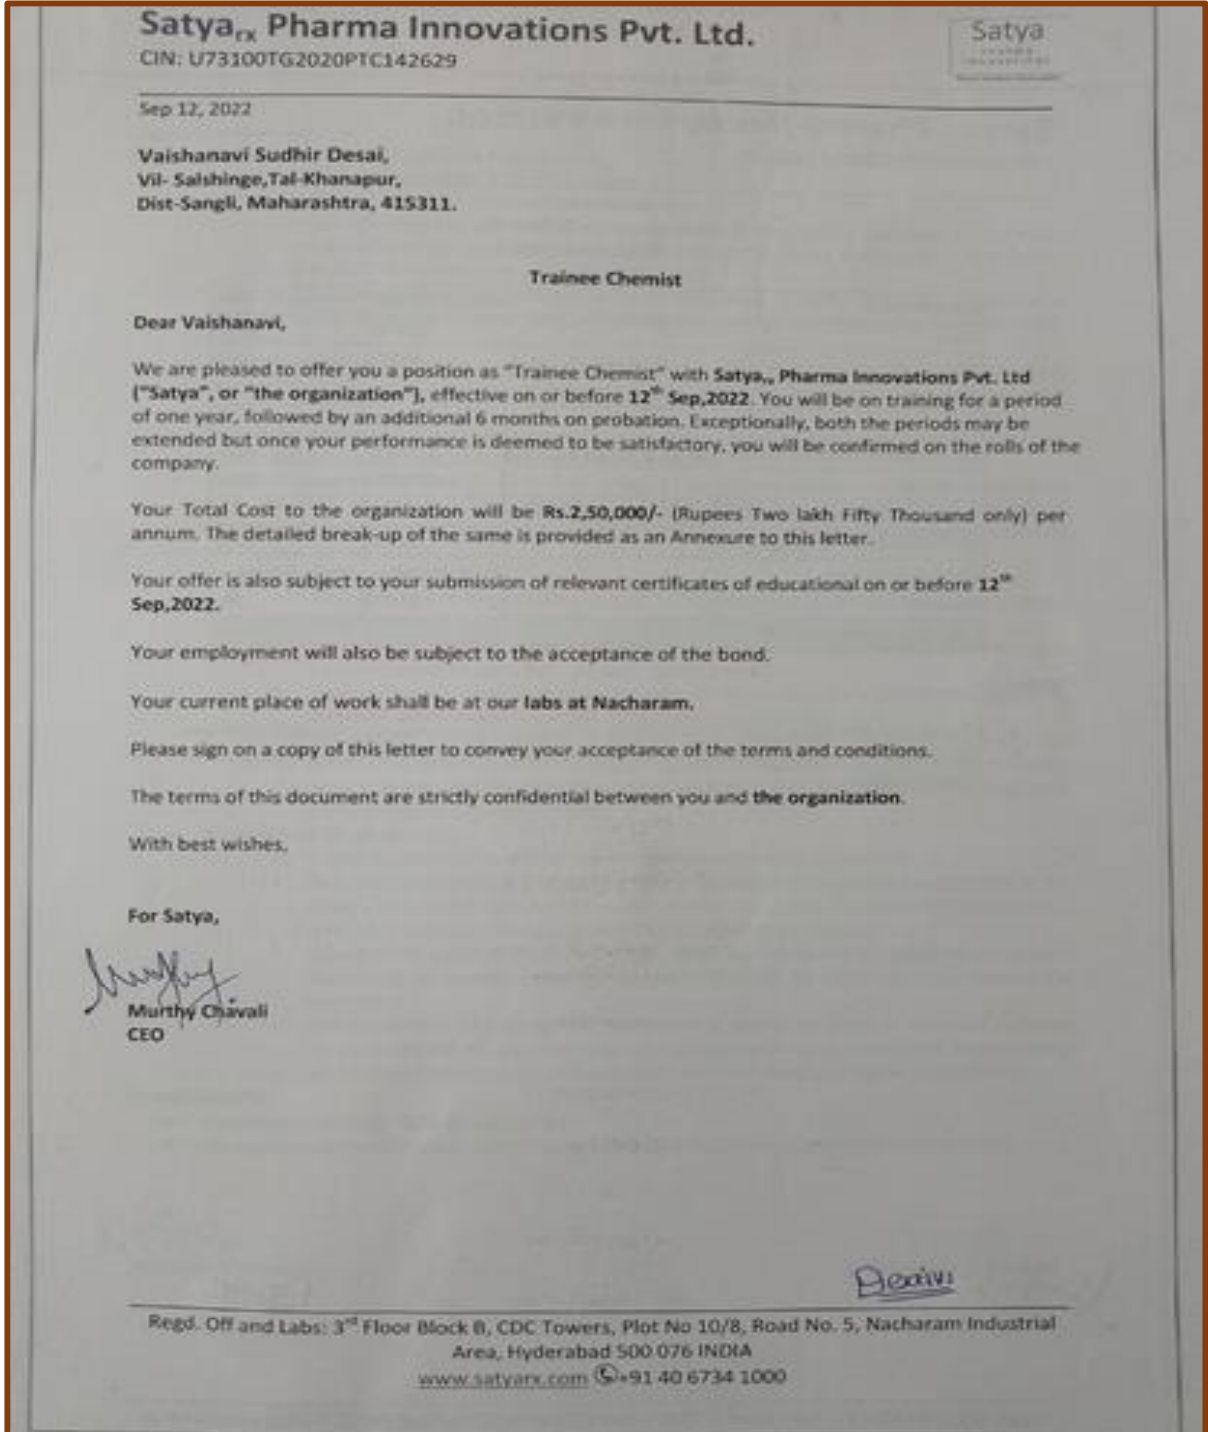 Satyarx Pharma Innovations Pvt. Ltd.
CIN: U73100TG2020PTC142629
Satya
Sep 12, 2022
Vaishanavi Sudhir Desai,
Vil- Salshinge,Tal-Khanapur,
Dist-Sangli, Maharashtra, 415311.
Trainee Chemist
Dear Vaishanavi,
We are pleased to offer you a position as "Trainee Chemist" with Satyarx Pharma Innovations Pvt. Ltd
["Satya", or "the organization"], effective on or before 12th Sep,2022. You will be on training for a period
of one year, followed by an additional 6 months on probation. Exceptionally, both the periods may be
extended but once your performance is deemed to be satisfactory, you will be confirmed on the rolls of the
company.
Your Total Cost to the organization will be Rs.2,50,000/- (Rupees Two lakh Fifty Thousand only) per
annum. The detailed break-up of the same is provided as an Annexure to this letter.
Your offer is also subject to your submission of relevant certificates of educational on or before 12th
Sep,2022.
Your employment will also be subject to the acceptance of the bond.
Your current place of work shall be at our labs at Nacharam.
Please sign on a copy of this letter to convey your acceptance of the terms and conditions.
The terms of this document are strictly confidential between you and the organization.
With best wishes,
For Satya,
Murthy Chavali
CEO
Regd. Off and Labs: 3rd Floor Block B, CDC Towers, Plot No 10/8, Road No. 5, Nacharam Industrial
Area, Hyderabad 500 076 INDIA
www.satyarx.com +91 40 6734 1000